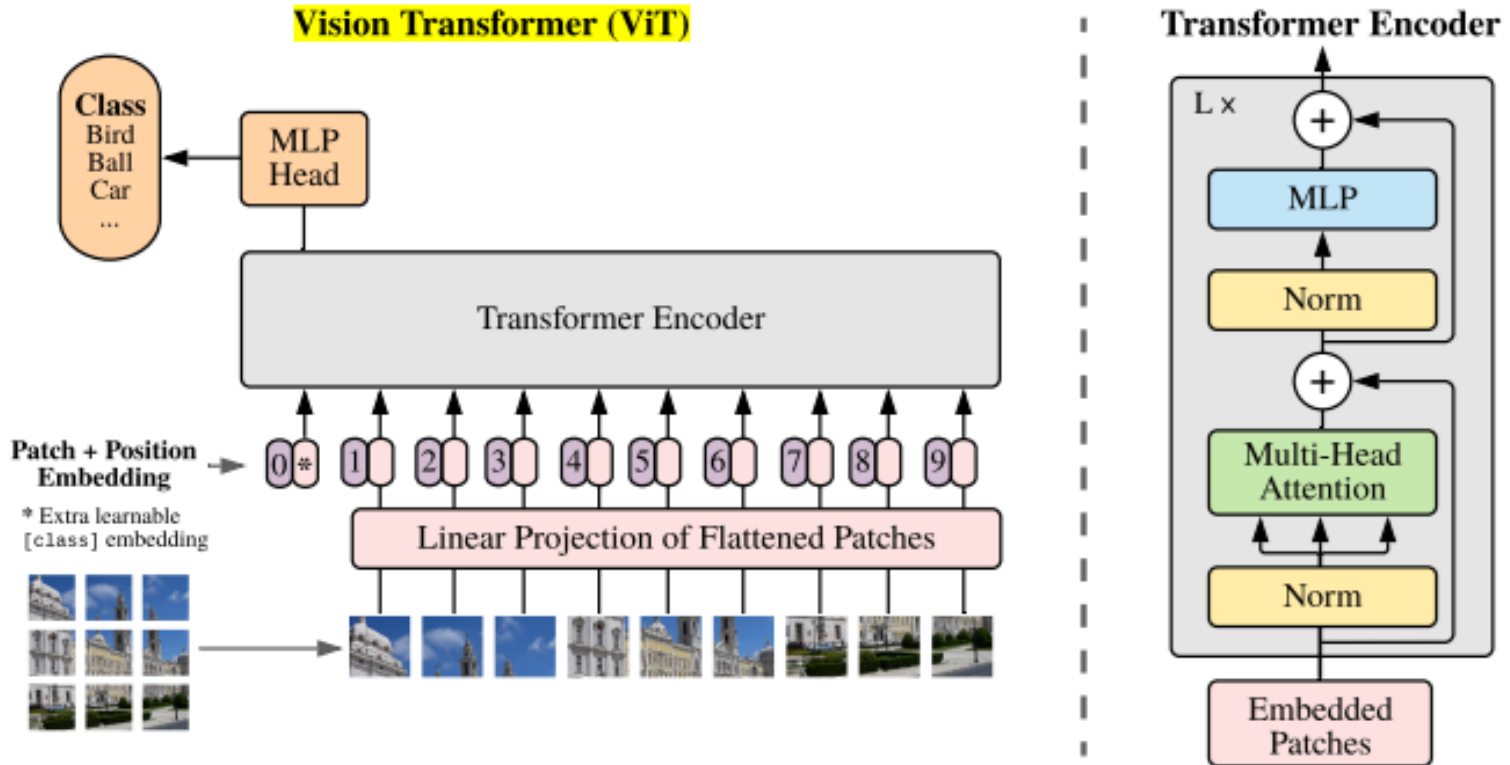 Vision Transformer (ViT)
Class
Bird
Ball
Car
...
MLP
Head
Transformer Encoder
Patch + Position
Embedding
* Extra learnable
[class] embedding
0 * 1 2 3 4 5 6 7 8 9
Linear Projection of Flattened Patches
Transformer Encoder
L x
+
MLP
Norm
+
Multi-Head
Attention
Norm
Embedded
Patches